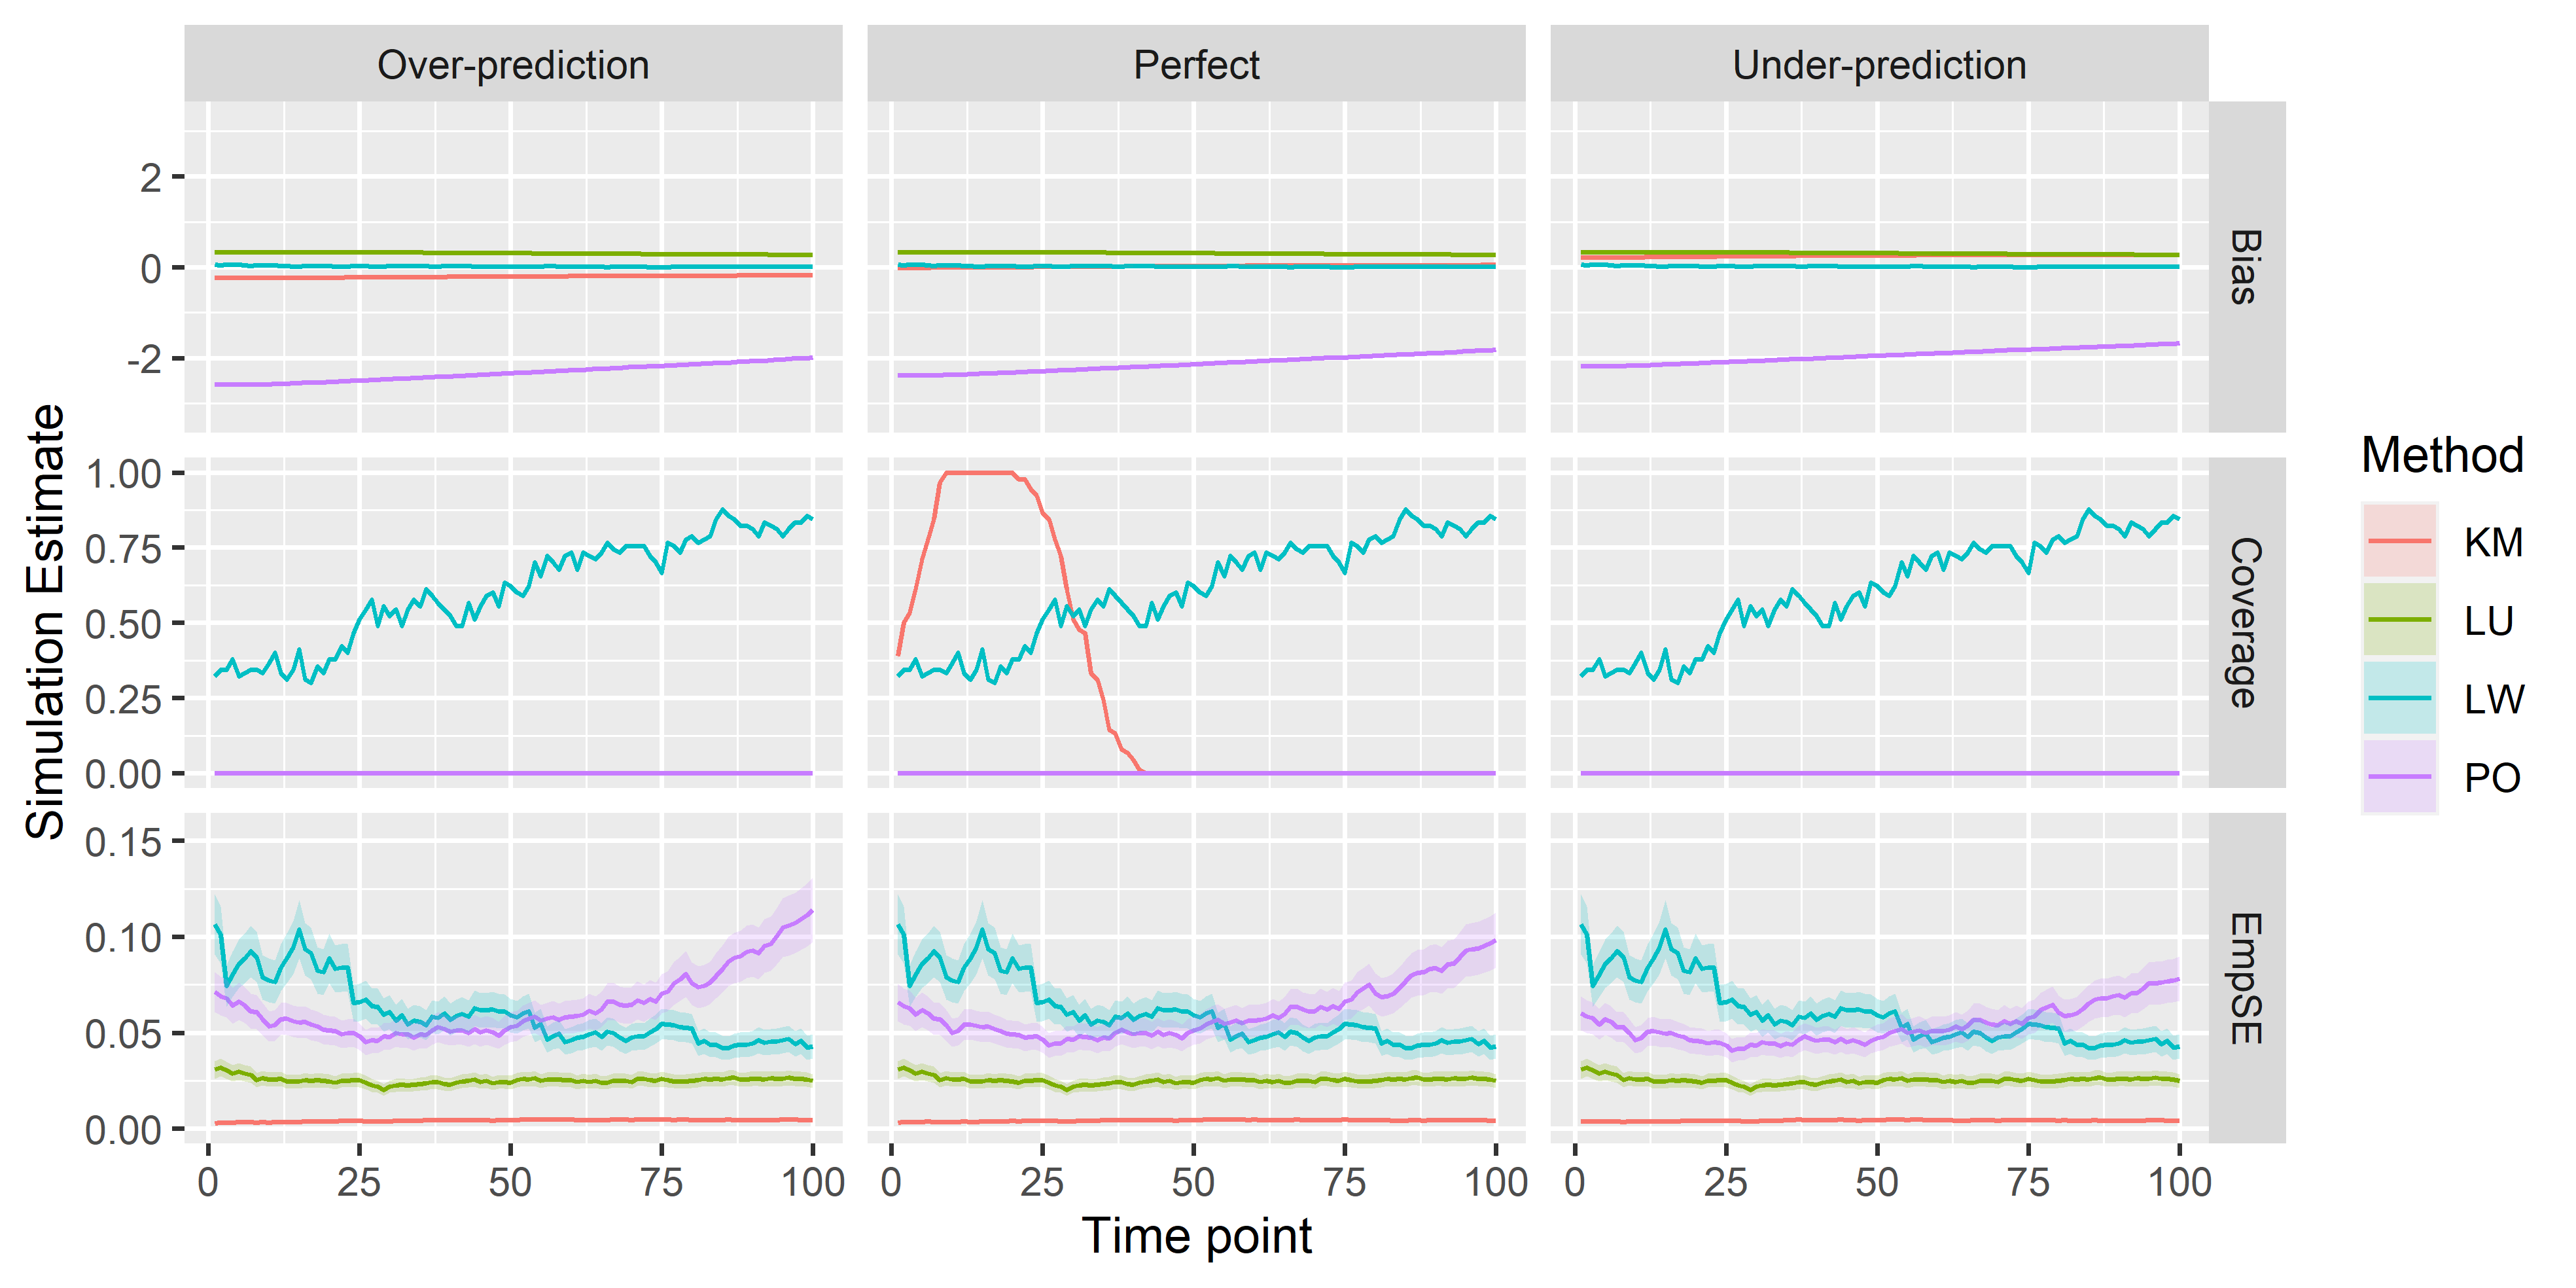 Over-prediction
Perfect
Under-prediction
2
0
-2
Bias
1.00
0.75
0.50
0.25
0.00
Coverage
0.15
0.10
0.05
0.00
EmpSE
0 25 50 75 100
0 25 50 75 100
0 25 50 75 100
Time point
Simulation Estimate
Method
KM
LU
LW
PO